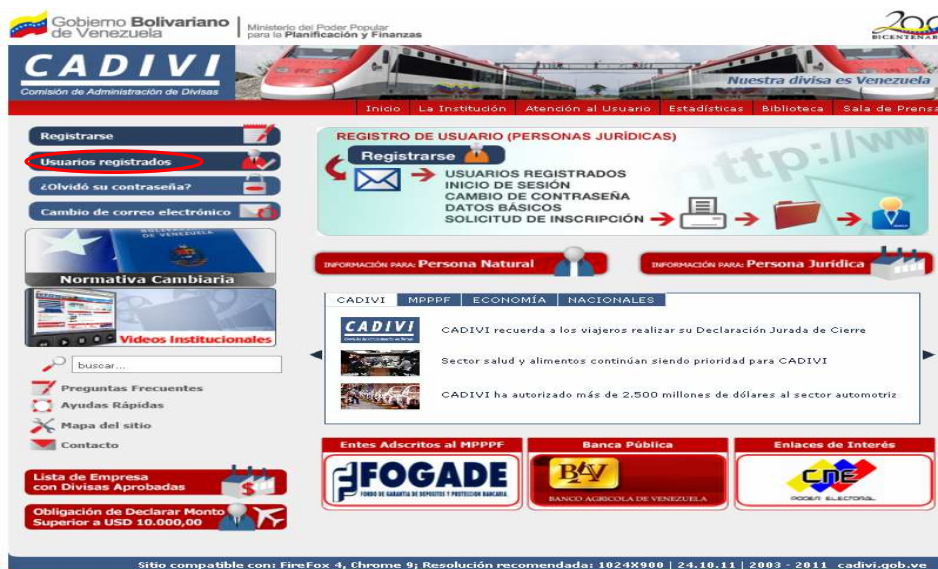 Gobierno Bolivariano
de Venezuela
Ministerio del Poder Popular
para la Planificación y Finanzas
200
BICENTENAR
CADIVI
Comisión de Administración de Divisas
Nuestra divisa es Venezuela
Inicio La Institución Atención al Usuario Estadísticas Biblioteca Sala de Prensa
Registrarse
Usuarios registrados
¿Olvidó su contraseña?
Cambio de correo electrónico
Normativa Cambiaria
Videos Institucionales
buscar...
Preguntas Frecuentes
Ayudas Rápidas
Mapa del sitio
Contacto
Lista de Empresa
con Divisas Aprobadas
Obligación de Declarar Monto
Superior a USD 10.000,00
REGISTRO DE USUARIO (PERSONAS JURÍDICAS)
Registrarse
http://ww
USUARIOS REGISTRADOS
INICIO DE SESIÓN
CAMBIO DE CONTRASEÑA
DATOS BÁSICOS
SOLICITUD DE INSCRIPCIÓN
INFORMACIÓN PARA: Persona Natural
INFORMACIÓN PARA: Persona Jurídica
CADIVI MPPPF ECONOMÍA NACIONALES
CADIVI
CADIVI recuerda a los viajeros realizar su Declaración Jurada de Cierre
Sector salud y alimentos continúan siendo prioridad para CADIVI
CADIVI ha autorizado más de 2.500 millones de dólares al sector automotriz
Entes Adscritos al MPPPF
Banca Pública
Enlaces de Interés
FOGADE
FONDO DE GARANTIA DE DEPOSITOS Y PROTECCION BANCARIA
BAV
BANCO AGRICOLA DE VENEZUELA
CNE
PODER ELECTORAL
Sitio compatible con: FireFox 4, Chrome 9; Resolución recomendada: 1024X900 | 24.10.11 | 2003 - 2011 cadivi.gob.ve